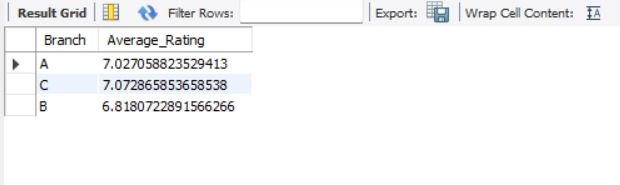 Result Grid Filter Rows: Export: Wrap Cell Content:
Branch Average_Rating
A 7.027058823529413
C 7.072865853658538
B 6.8180722891566266